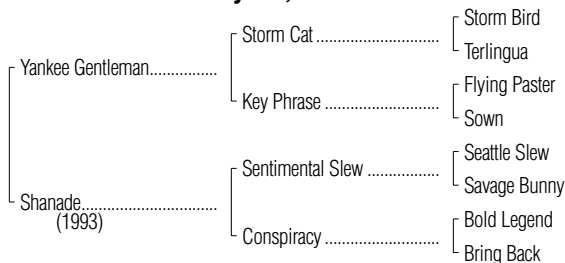 Storm Bird
Storm Cat ................................
Terlingua
Yankee Gentleman.................
Flying Paster
Key Phrase ..............................
Sown
Seattle Slew
Sentimental Slew ...................
Savage Bunny
Shanade..................................
(1993)
Bold Legend
Conspiracy ..............................
Bring Back